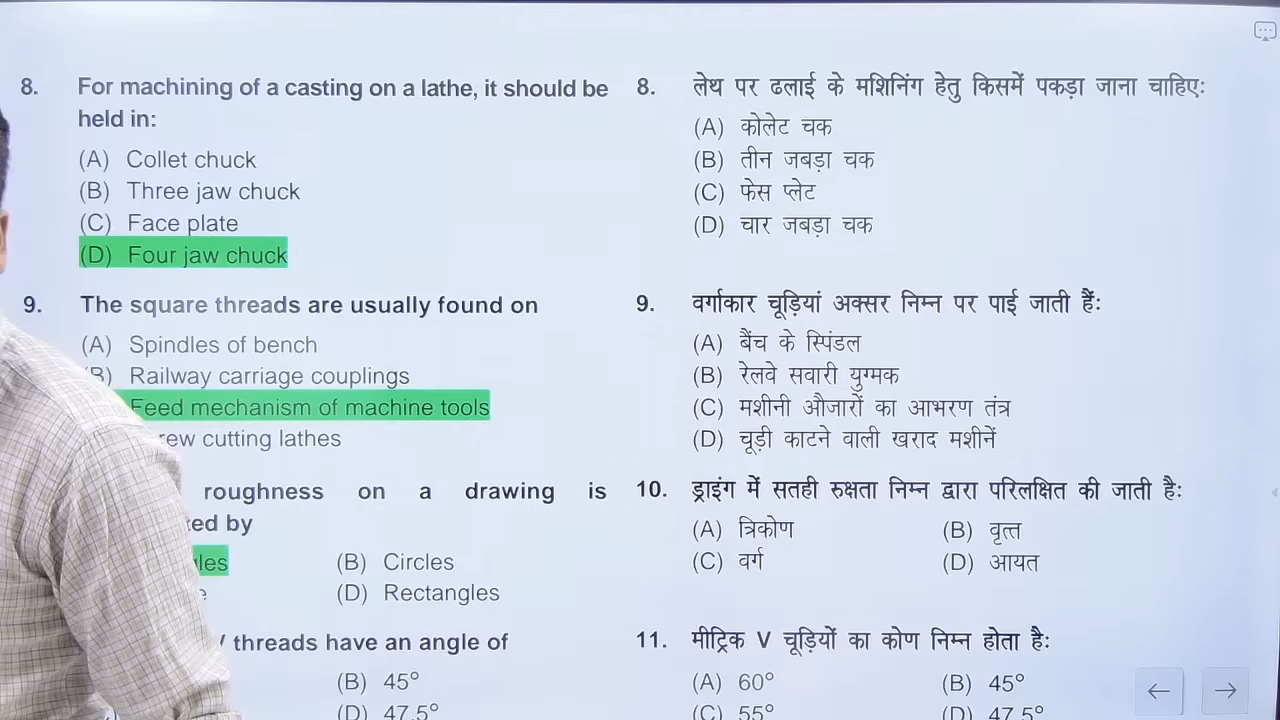 8. For machining of a casting on a lathe, it should be
held in:
(A) Collet chuck
(B) Three jaw chuck
(C) Face plate
(D) Four jaw chuck
9. The square threads are usually found on
(A) Spindles of bench
(B) Railway carriage couplings
Feed mechanism of machine tools
rew cutting lathes
roughness on a drawing is
ted by
les
(B) Circles
e
(D) Rectangles
V threads have an angle of
(B) 45°
(D) 47.5°
8. लेथ पर ढलाई के मशिनिंग हेतु किसमें पकड़ा जाना चाहिए:
(A) कोलेट चक
(B) तीन जबड़ा चक
(C) फेस प्लेट
(D) चार जबड़ा चक
9. वर्गाकार चूड़ियां अक्सर निम्न पर पाई जाती हैं:
(A) बैंच के स्पिंडल
(B) रेलवे सवारी युग्मक
(C) मशीनी औजारों का आभरण तंत्र
(D) चूड़ी काटने वाली खराद मशीनें
10. ड्राइंग में सतही रुक्षता निम्न द्वारा परिलक्षित की जाती है:
(A) त्रिकोण (B) वृत्त
(C) वर्ग (D) आयत
11. मीट्रिक V चूड़ियों का कोण निम्न होता है:
(A) 60° (B) 45°
(C) 55° (D) 47.5°